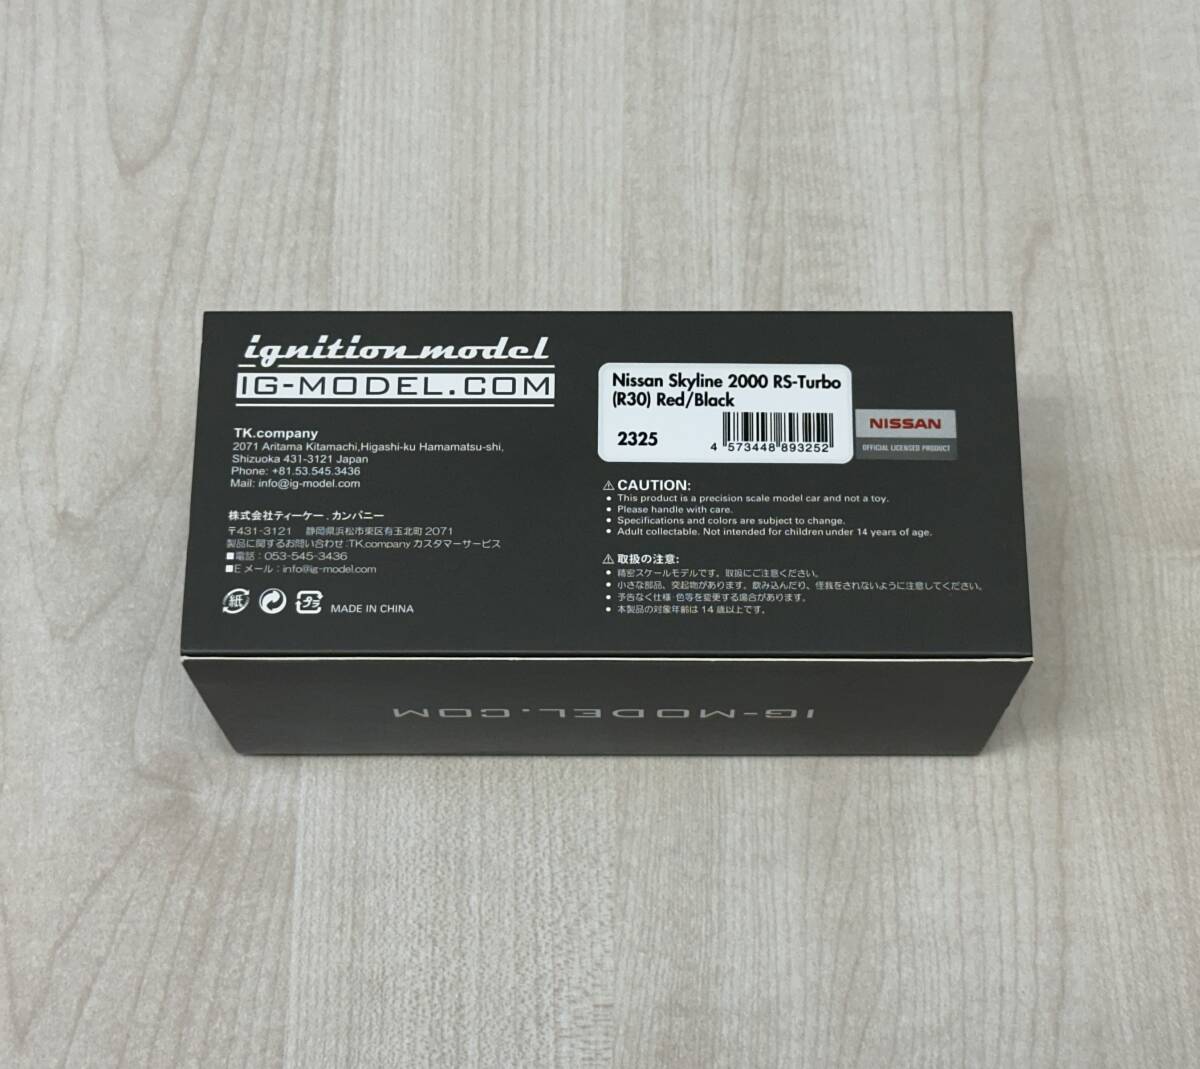 ignition model
IG-MODEL.COM
TK.company
2071 Aritama Kitamachi,Higashi-ku Hamamatsu-shi,
Shizuoka 431-3121 Japan
Phone: +81.53.545.3436
Mail: info@ig-model.com
株式会社ティーケー.カンパニー
〒431-3121 静岡県浜松市東区有玉北町2071
製品に関するお問い合わせ:TK.company カスタマーサービス
■電話:053-545-3436
■Eメール:info@ig-model.com
紙 プラ MADE IN CHINA
Nissan Skyline 2000 RS-Turbo
(R30) Red/Black
2325
4 573448 893252
NISSAN
OFFICIAL LICENSED PRODUCT
⚠ CAUTION:
• This product is a precision scale model car and not a toy.
• Please handle with care.
• Specifications and colors are subject to change.
• Adult collectable. Not intended for children under 14 years of age.
⚠ 取扱の注意:
• 精密スケールモデルです。取扱にご注意ください。
• 小さな部品、突起物があります。飲み込んだり、怪我をされないように注意してください。
• 予告なく仕様·色等を変更する場合があります。
• 本製品の対象年齢は14歳以上です。
IG-MODEL.COM